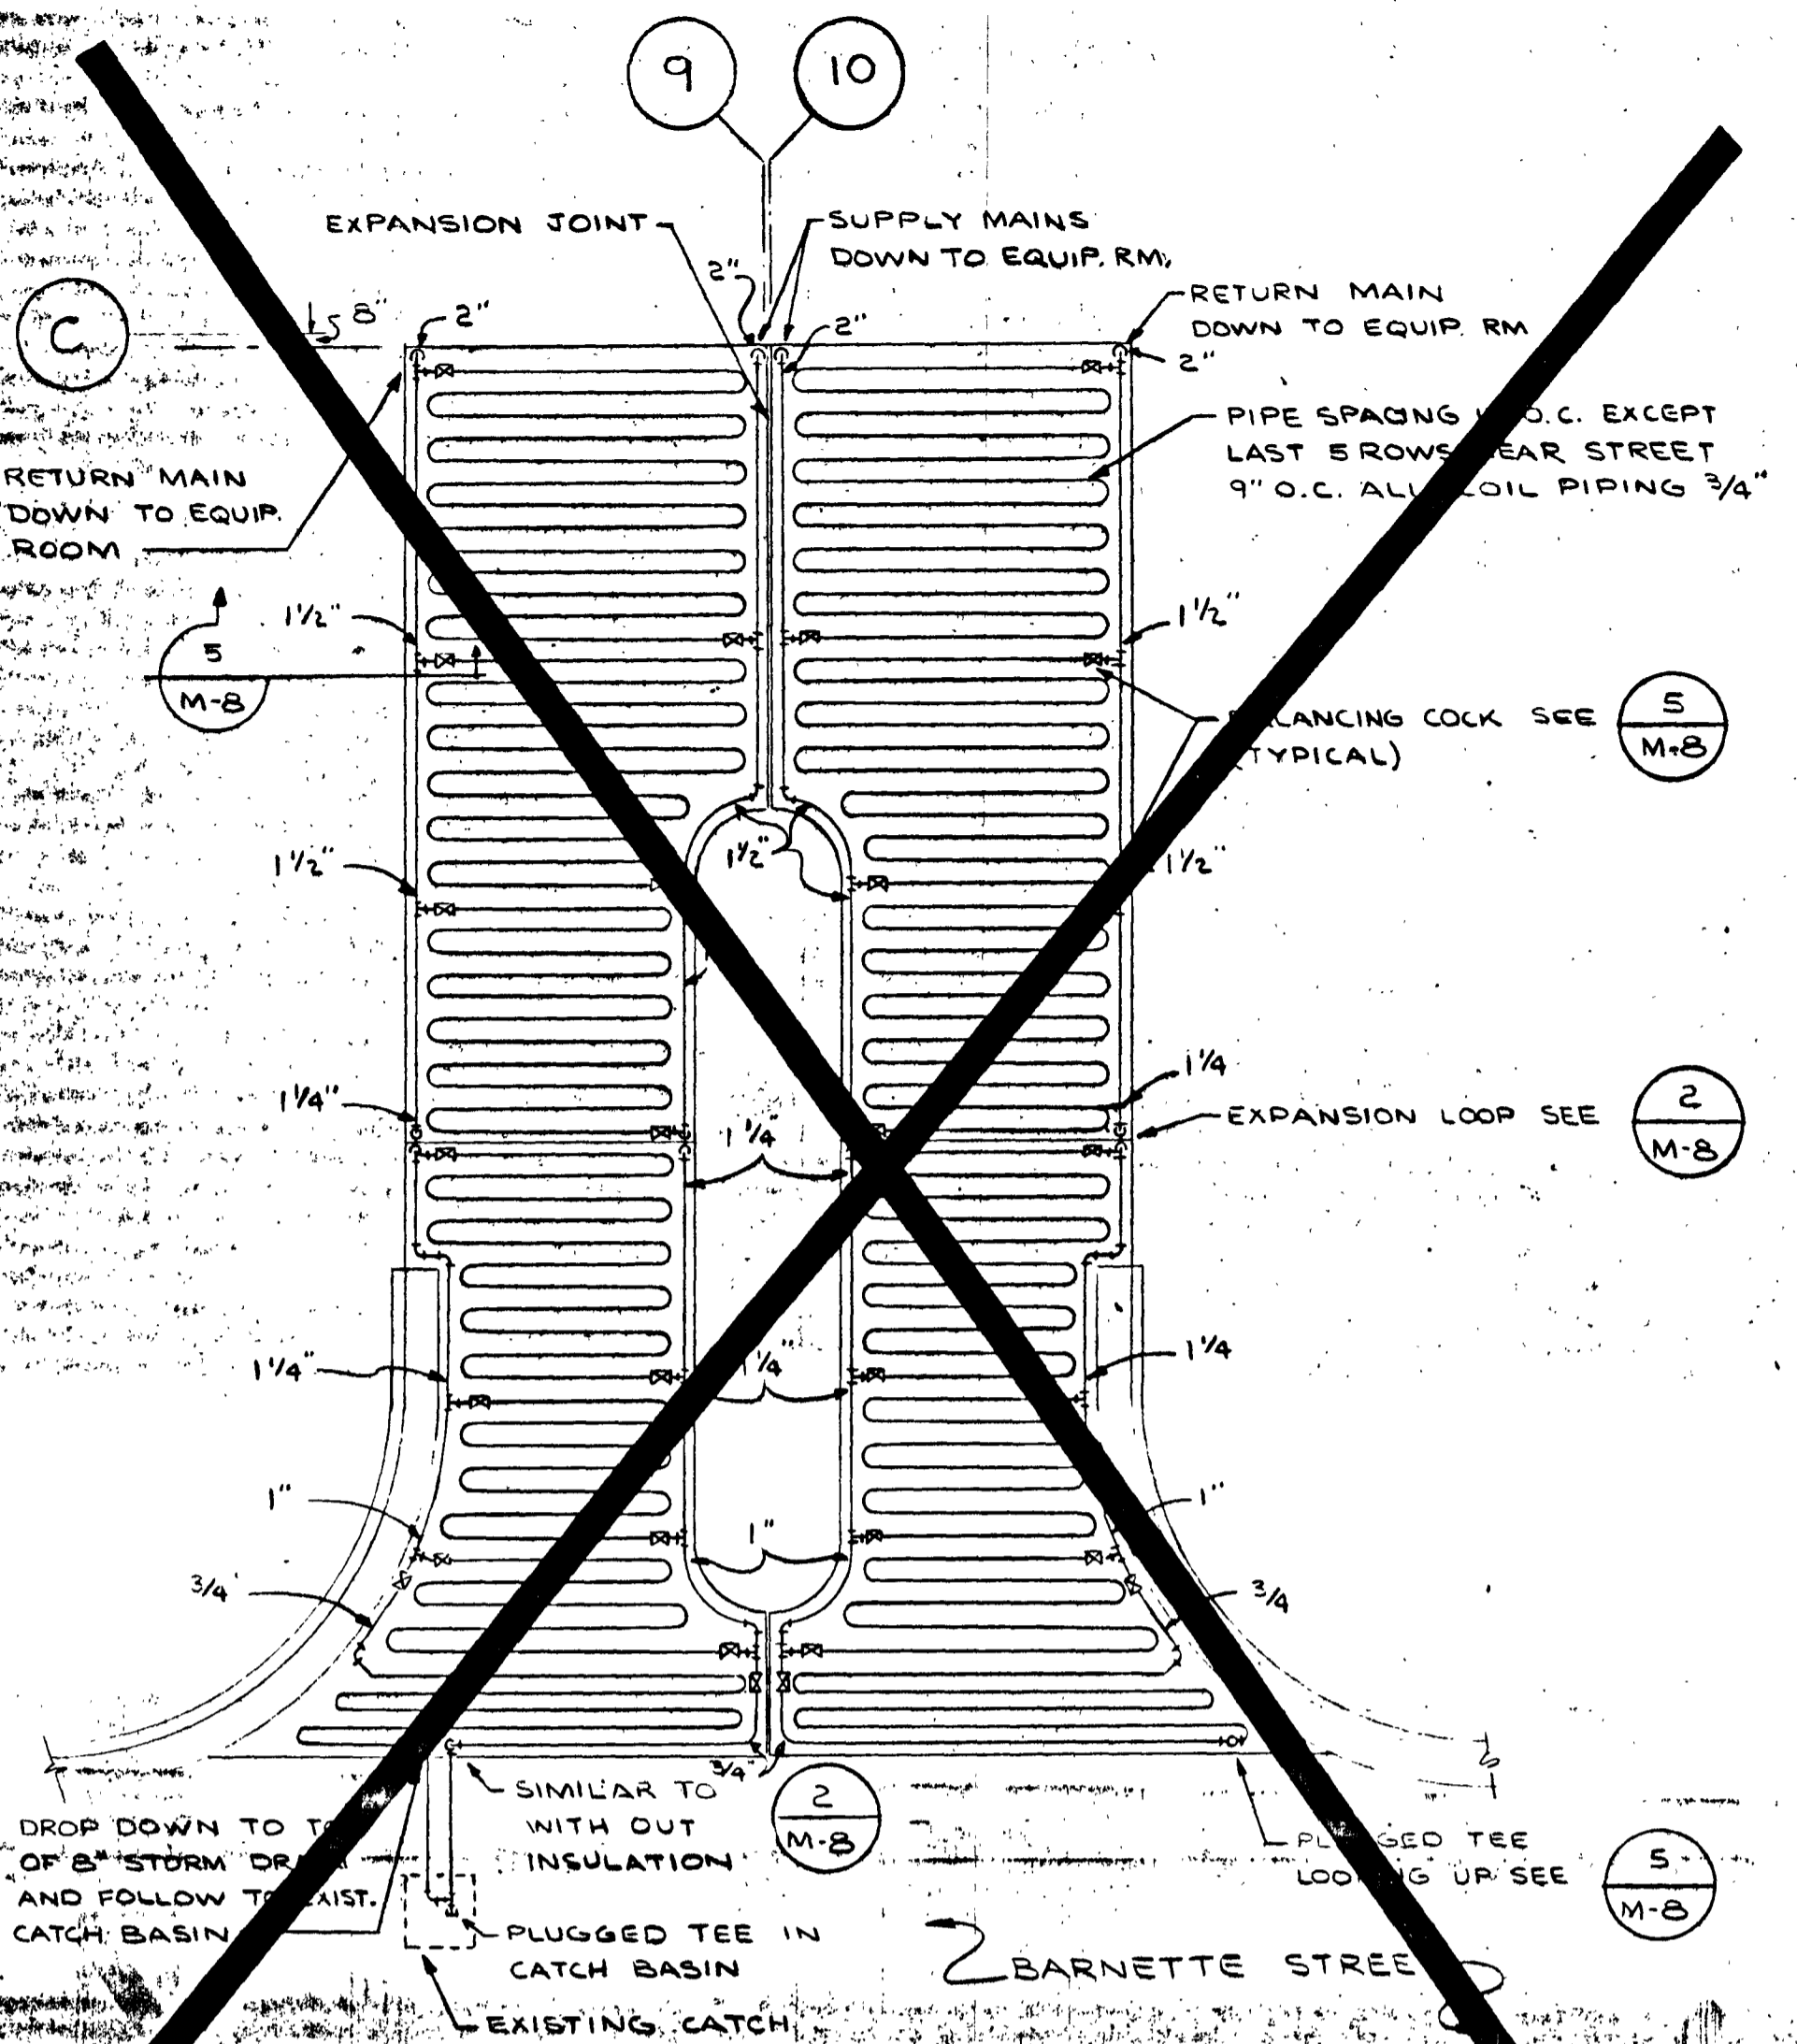 9
10
EXPANSION JOINT
SUPPLY MAINS
DOWN TO EQUIP. RM.
2"
C
8"
2"
2"
RETURN MAIN
DOWN TO EQUIP. RM
2"
PIPE SPACING O.C. EXCEPT
LAST 5 ROWS STREET
9" O.C. PIPING 3/4"
RETURN MAIN
DOWN TO EQUIP.
ROOM
1 1/2"
1 1/2"
5
M-8
COCK SEE
(TYPICAL)
5
M-8
1 1/2"
1 1/2"
1 1/2"
1 1/4"
1 1/4"
1 1/4
EXPANSION LOOP SEE
2
M-8
1 1/4"
1 1/4"
1 1/4
1"
1"
1"
3/4
3/4
3/4"
SIMILAR TO
WITH OUT
INSULATION
2
M-8
DROP DOWN TO
OF 8" STORM
AND FOLLOW
CATCH BASIN
PLUGGED TEE IN
CATCH BASIN
EXISTING CATCH
TEE
UP SEE
5
M-8
BARNETTE